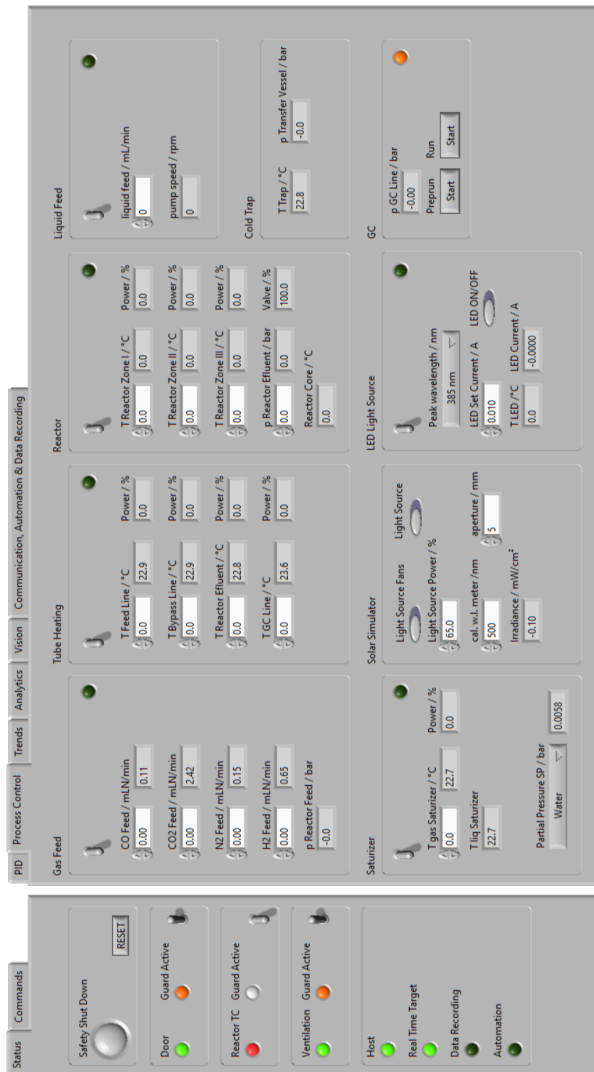 Status Commands
Safety Shut Down
RESET
Door Guard Active
Reactor TC Guard Active
Ventilation Guard Active
Host
Real Time Target
Data Recording
Automation
PID Process Control Trends Analytics Vision Communication, Automation & Data Recording
Gas Feed
CO Feed / mLN/min
0.00 0.11
CO2 Feed / mLN/min
0.00 2.42
N2 Feed / mLN/min
0.00 0.15
H2 Feed / mLN/min
0.00 0.65
p Reactor Feed / bar
-0.0
Tube Heating
T Feed Line / °C Power / %
0.0 22.9 0.0
T Bypass Line / °C Power / %
0.0 22.9 0.0
T Reactor Efluent / °C Power / %
0.0 22.8 0.0
T GC Line / °C Power / %
0.0 23.6 0.0
Reactor
T Reactor Zone I / °C Power / %
0.0 0.0 0.0
T Reactor Zone II / °C Power / %
0.0 0.0 0.0
T Reactor Zone III / °C Power / %
0.0 0.0 0.0
p Reactor Efluent / bar Valve / %
0.0 0.0 100.0
Reactor Core / °C
0.0
Liquid Feed
liquid feed / mL/min
0
pump speed / rpm
0
Cold Trap
T Trap / °C p Transfer Vessel / bar
22.8 -0.0
Saturizer
T gas Saturizer / °C Power / %
0.0 22.7 0.0
T liq Saturizer
22.7
Partial Pressure SP / bar
Water 0.0058
Solar Simulator
Light Source Fans Light Source
Light Source Power / %
65.0
cal. w.l. meter /nm aperture / mm
500 5
Irradiance / mW/cm²
-0.10
LED Light Source
Peak wavelength / nm
385 nm
LED Set Current / A LED ON/OFF
0.010
T LED /°C LED Current / A
0.0 -0.0000
GC
p GC Line / bar
-0.00
Preprun Run
Start Start